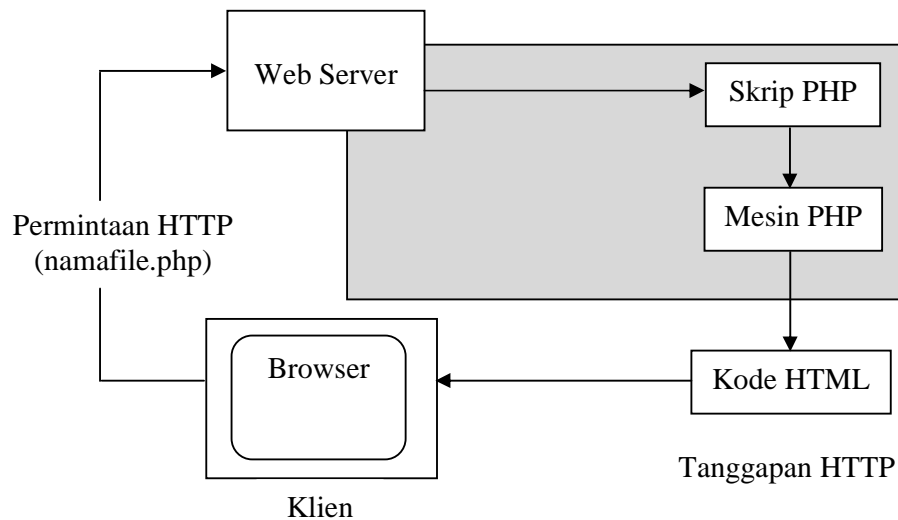 Web Server
Skrip PHP
Mesin PHP
Permintaan HTTP
(namafile.php)
Browser
Kode HTML
Tanggapan HTTP
Klien